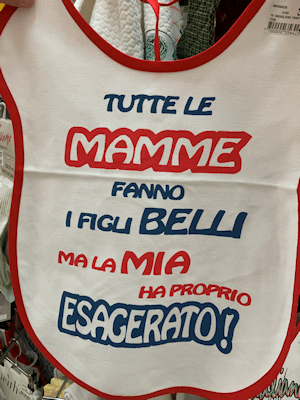 TUTTE LE
MAMME
FANNO
I FIGLI BELLI
MA LA MIA
HA PROPRIO
ESAGERATO!